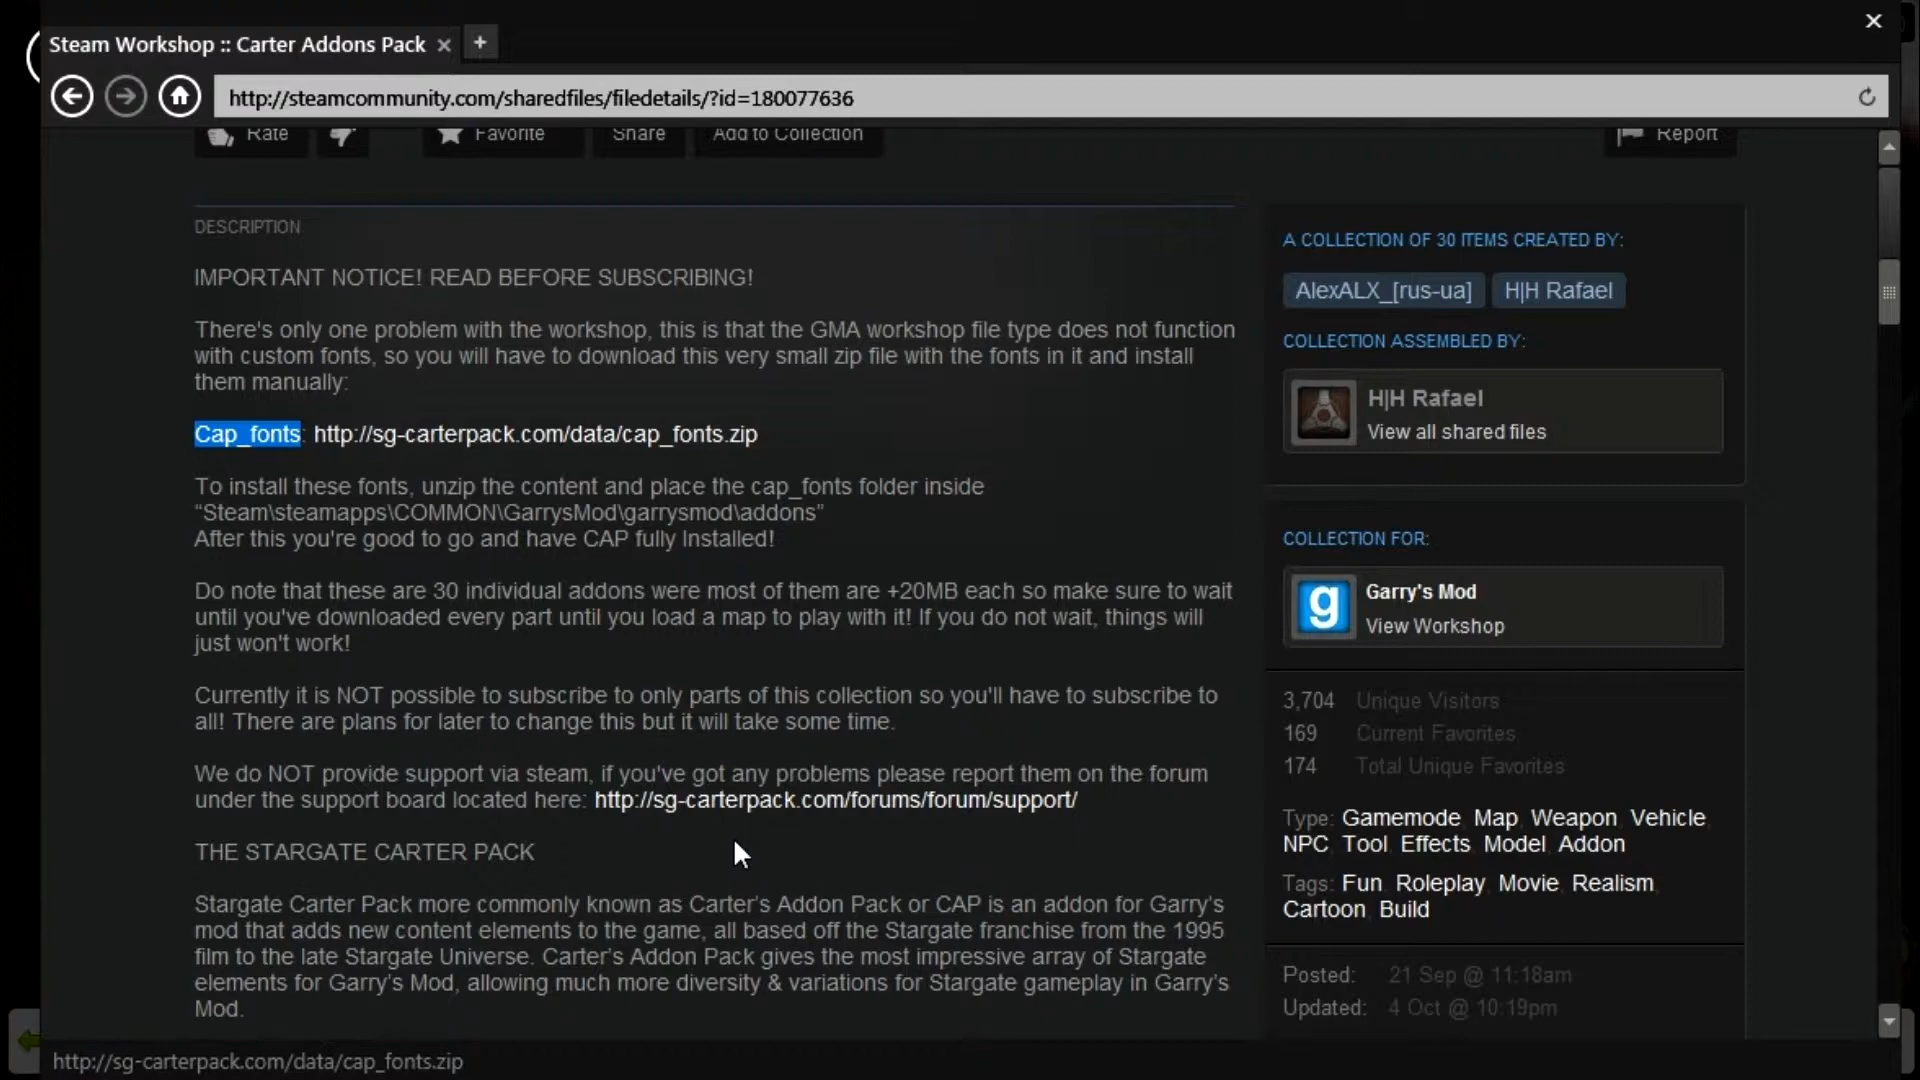 Steam Workshop :: Carter Addons Pack
http://steamcommunity.com/sharedfiles/filedetails/?id=180077636
Rate Favorite Share Add to Collection Report
DESCRIPTION
IMPORTANT NOTICE! READ BEFORE SUBSCRIBING!
There's only one problem with the workshop, this is that the GMA workshop file type does not function
with custom fonts, so you will have to download this very small zip file with the fonts in it and install
them manually:
Cap_fonts: http://sg-carterpack.com/data/cap_fonts.zip
To install these fonts, unzip the content and place the cap_fonts folder inside
“Steam\steamapps\COMMON\GarrysMod\garrysmod\addons”
After this you're good to go and have CAP fully Installed!
Do note that these are 30 individual addons were most of them are +20MB each so make sure to wait
until you've downloaded every part until you load a map to play with it! If you do not wait, things will
just won't work!
Currently it is NOT possible to subscribe to only parts of this collection so you'll have to subscribe to
all! There are plans for later to change this but it will take some time.
We do NOT provide support via steam, if you've got any problems please report them on the forum
under the support board located here: http://sg-carterpack.com/forums/forum/support/
THE STARGATE CARTER PACK
Stargate Carter Pack more commonly known as Carter’s Addon Pack or CAP is an addon for Garry’s
mod that adds new content elements to the game, all based off the Stargate franchise from the 1995
film to the late Stargate Universe. Carter’s Addon Pack gives the most impressive array of Stargate
elements for Garry’s Mod, allowing much more diversity & variations for Stargate gameplay in Garry’s
Mod.
A COLLECTION OF 30 ITEMS CREATED BY:
AlexALX_[rus-ua] H|H Rafael
COLLECTION ASSEMBLED BY:
H|H Rafael
View all shared files
COLLECTION FOR:
g
Garry's Mod
View Workshop
3,704 Unique Visitors
169 Current Favorites
174 Total Unique Favorites
Type: Gamemode, Map, Weapon, Vehicle,
NPC, Tool, Effects, Model, Addon
Tags: Fun, Roleplay, Movie, Realism,
Cartoon, Build
Posted: 21 Sep @ 11:18am
Updated: 4 Oct @ 10:19pm
http://sg-carterpack.com/data/cap_fonts.zip